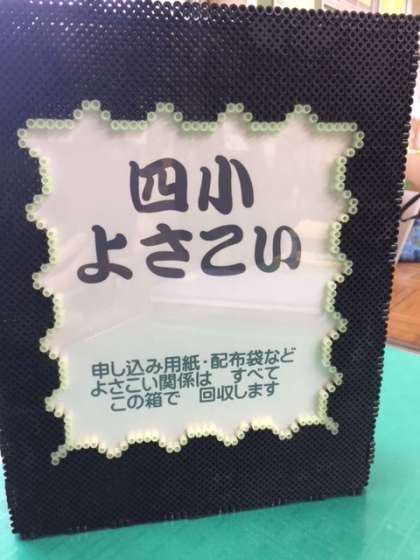 四小
よさこい
申し込み用紙・配布袋など
よさこい関係は すべて
この箱で 回収します